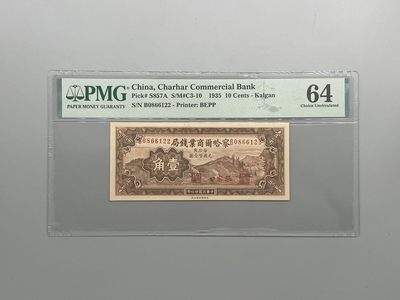 PMG
PAPER MONEY GUARANTY
China, Charhar Commercial Bank
Pick# S857A S/M#C3-10 1935 10 Cents - Kalgan
S/N B0866122 - Printer: BEPP
64
Choice Uncirculated
局錢業商爾哈察
B0866122
B0866122
角壹